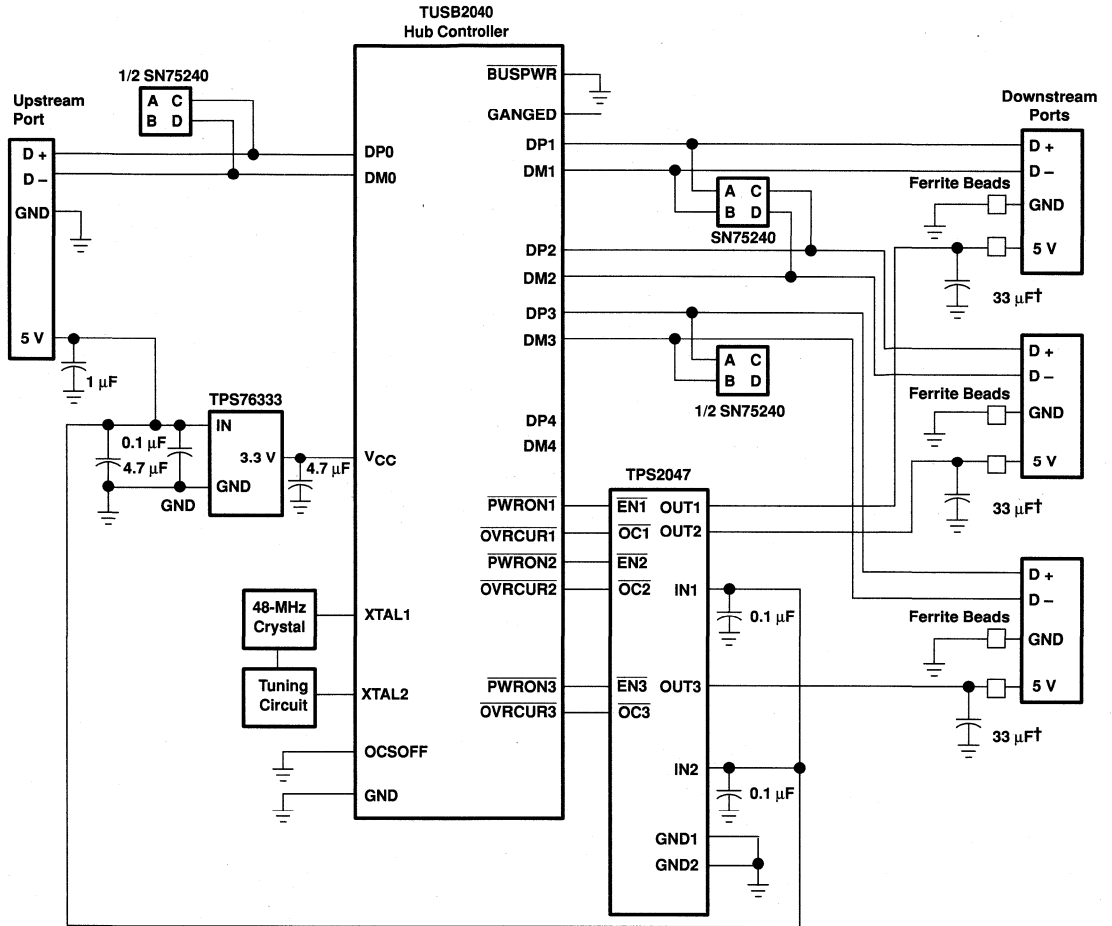 TUSB2040
Hub Controller
1/2 SN75240
A C
B D
Upstream
Port
D +
D −
GND
5 V
1 μF
TPS76333
IN
3.3 V
GND
0.1 μF
4.7 μF
GND
4.7 μF
48-MHz
Crystal
Tuning
Circuit
DP0
DM0
VCC
XTAL1
XTAL2
OCSOFF
GND
BUSPWR
GANGED
DP1
DM1
DP2
DM2
DP3
DM3
DP4
DM4
PWRON1
OVRCUR1
PWRON2
OVRCUR2
PWRON3
OVRCUR3
A C
B D
SN75240
A C
B D
1/2 SN75240
TPS2047
EN1 OUT1
OC1 OUT2
EN2
OC2 IN1
EN3 OUT3
OC3
IN2
GND1
GND2
0.1 μF
0.1 μF
Downstream
Ports
D +
D −
Ferrite Beads
GND
5 V
33 μF†
D +
D −
Ferrite Beads
GND
5 V
33 μF†
D +
D −
Ferrite Beads
GND
5 V
33 μF†